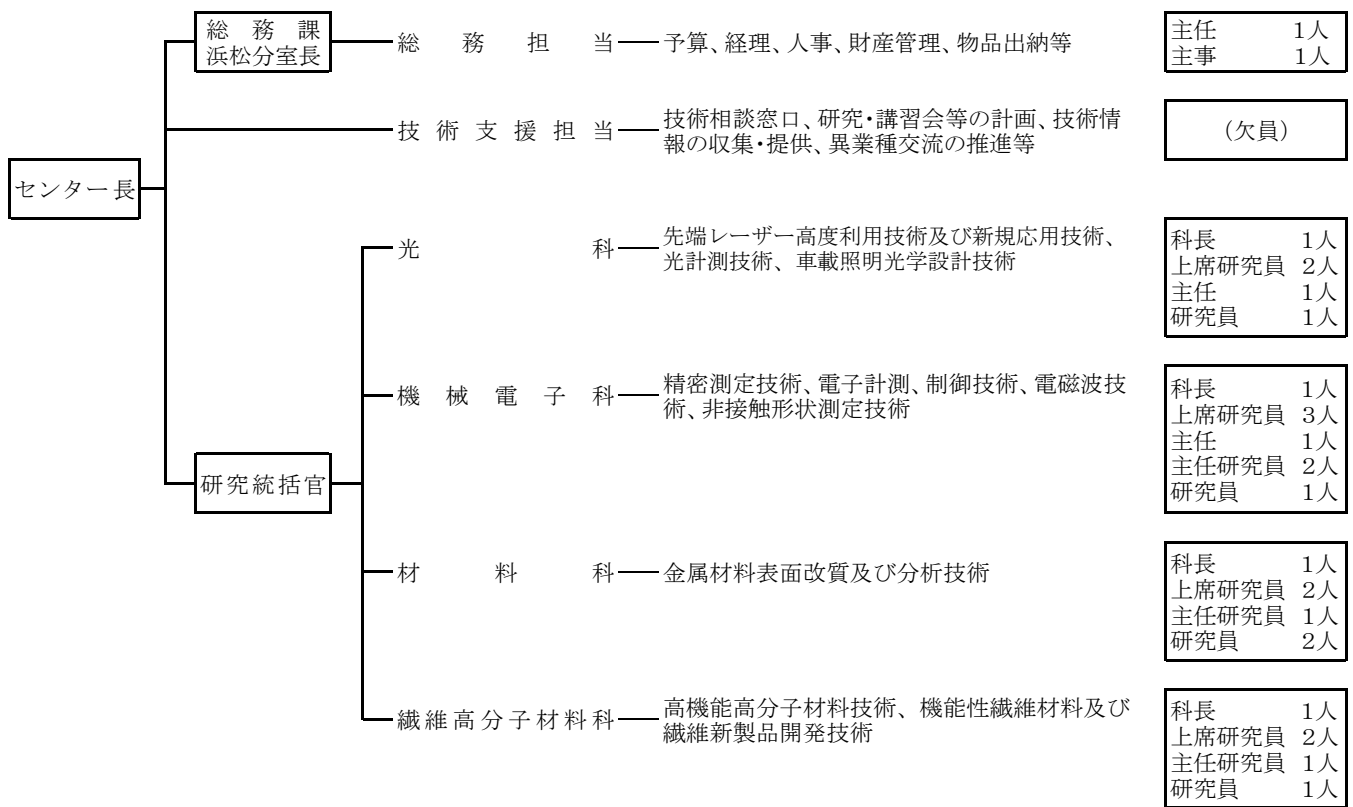 総務課
浜松分室長
総務担当
予算、経理、人事、財産管理、物品出納等
主任 1人
主事 1人
技術支援担当
技術相談窓口、研究・講習会等の計画、技術情
報の収集・提供、異業種交流の推進等
(欠員)
センター長
光科
先端レーザー高度利用技術及び新規応用技術、
光計測技術、車載照明光学設計技術
科長 1人
上席研究員 2人
主任 1人
研究員 1人
機械電子科
精密測定技術、電子計測、制御技術、電磁波技
術、非接触形状測定技術
科長 1人
上席研究員 3人
主任 1人
主任研究員 2人
研究員 1人
研究統括官
材料科
金属材料表面改質及び分析技術
科長 1人
上席研究員 2人
主任研究員 1人
研究員 2人
繊維高分子材料科
高機能高分子材料技術、機能性繊維材料及び
繊維新製品開発技術
科長 1人
上席研究員 2人
主任研究員 1人
研究員 1人